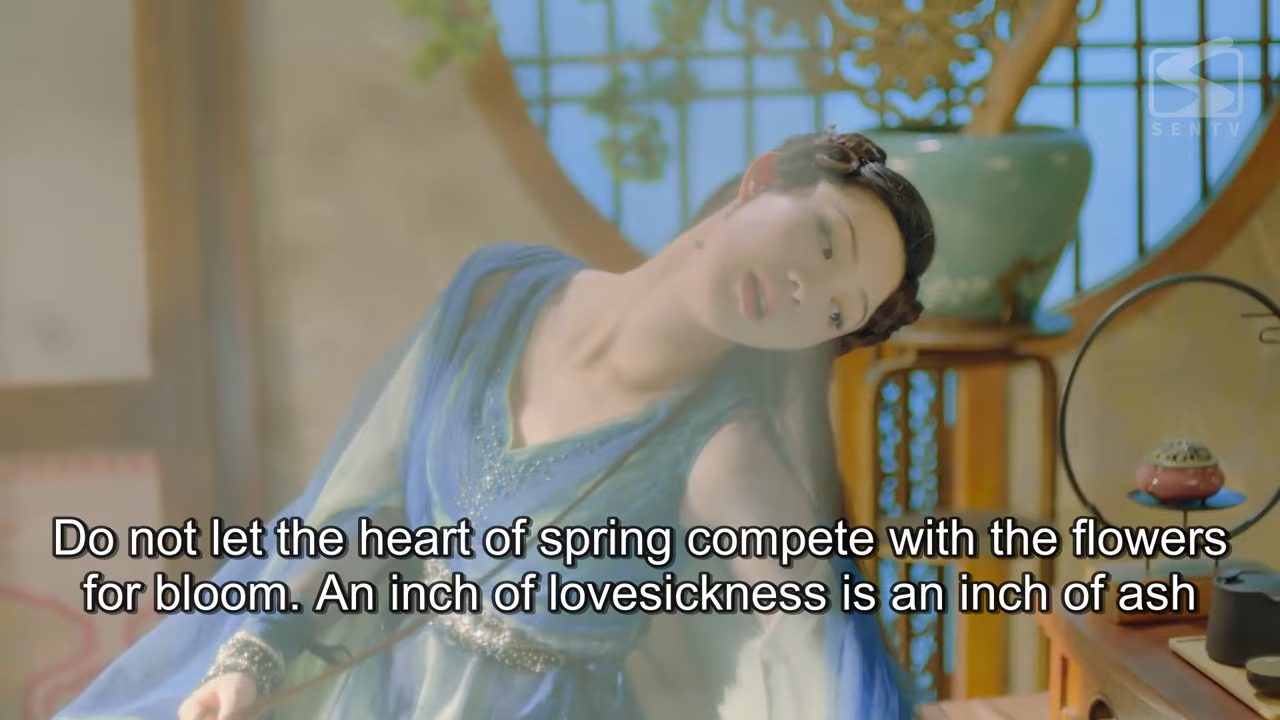 SENTV
Do not let the heart of spring compete with the flowers
for bloom. An inch of lovesickness is an inch of ash